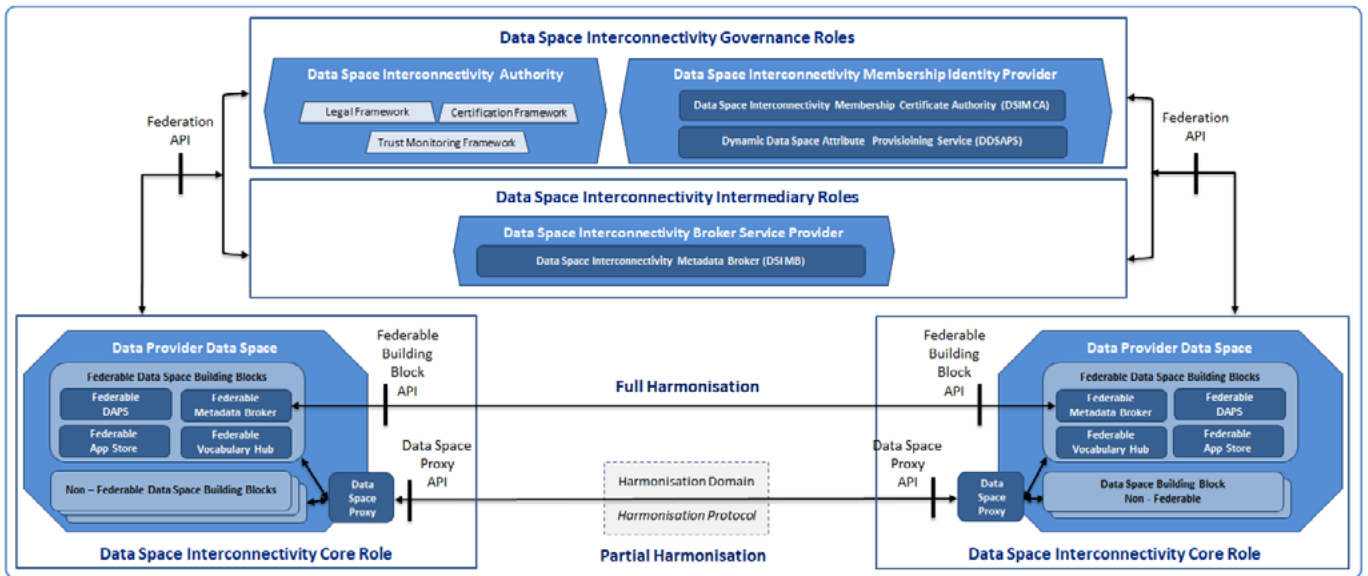 Data Space Interconnectivity Governance Roles
Data Space Interconnectivity Authority
Legal Framework
Certification Framework
Trust Monitoring Framework
Data Space Interconnectivity Membership Identity Provider
Data Space Interconnectivity Membership Certificate Authority (DSIM CA)
Dynamic Data Space Attribute Provisioining Service (DDSAPS)
Federation
API
Federation
API
Data Space Interconnectivity Intermediary Roles
Data Space Interconnectivity Broker Service Provider
Data Space Interconnectivity Metadata Broker (DSI MB)
Data Provider Data Space
Federable Data Space Building Blocks
Federable
DAPS
Federable
Metadata Broker
Federable
App Store
Federable
Vocabulary Hub
Non – Federable Data Space Building Blocks
Data
Space
Proxy
Data Space Interconnectivity Core Role
Federable
Building
Block
API
Data Space
Proxy
API
Full Harmonisation
Harmonisation Domain
Harmonisation Protocol
Partial Harmonisation
Federable
Building
Block
API
Data Space
Proxy
API
Data Provider Data Space
Federable Data Space Building Blocks
Federable
Metadata Broker
Federable
DAPS
Federable
Vocabulary Hub
Federable
App Store
Data Space Building Block
Non - Federable
Data
Space
Proxy
Data Space Interconnectivity Core Role